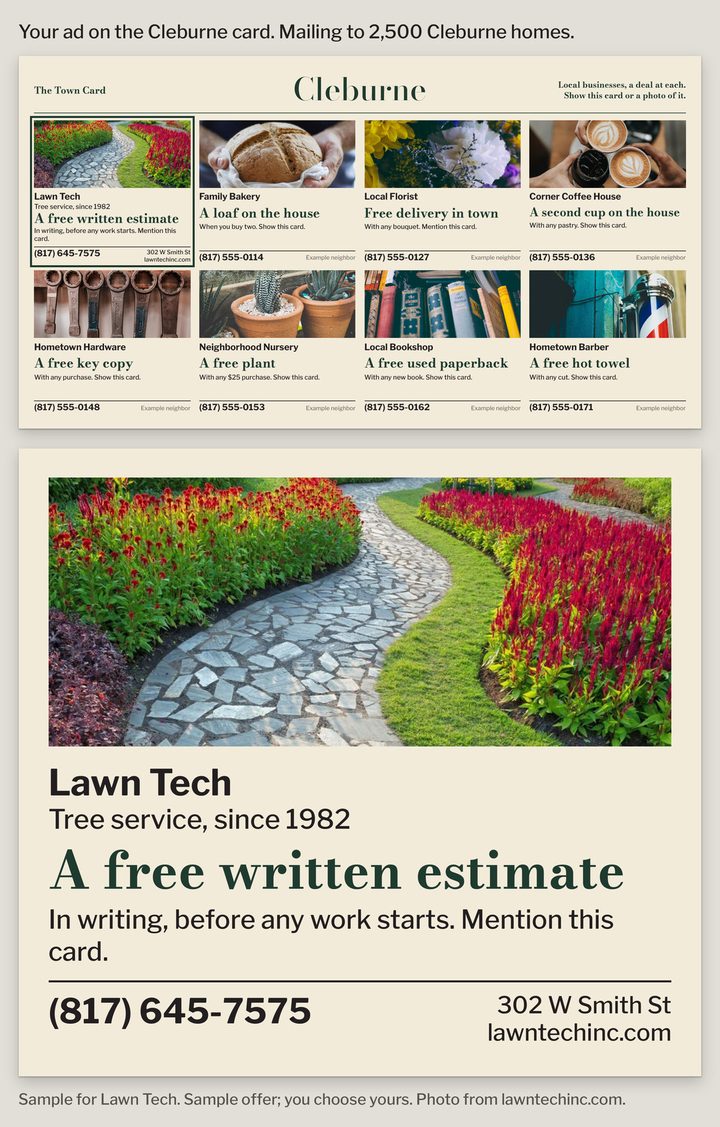 Your ad on the Cleburne card. Mailing to 2,500 Cleburne homes.
The Town Card
Cleburne
Local businesses, a deal at each.
Show this card or a photo of it.
Lawn Tech
Tree service, since 1982
A free written estimate
In writing, before any work starts. Mention this
card.
(817) 645-7575
302 W Smith St
lawntechinc.com
Family Bakery
A loaf on the house
When you buy two. Show this card.
(817) 555-0114
Example neighbor
Local Florist
Free delivery in town
With any bouquet. Mention this card.
(817) 555-0127
Example neighbor
Corner Coffee House
A second cup on the house
With any pastry. Show this card.
(817) 555-0136
Example neighbor
Hometown Hardware
A free key copy
With any purchase. Show this card.
(817) 555-0148
Example neighbor
Neighborhood Nursery
A free plant
With any $25 purchase. Show this card.
(817) 555-0153
Example neighbor
Local Bookshop
A free used paperback
With any new book. Show this card.
(817) 555-0162
Example neighbor
Hometown Barber
A free hot towel
With any cut. Show this card.
(817) 555-0171
Example neighbor
Lawn Tech
Tree service, since 1982
A free written estimate
In writing, before any work starts. Mention this
card.
(817) 645-7575
302 W Smith St
lawntechinc.com
Sample for Lawn Tech. Sample offer; you choose yours. Photo from lawntechinc.com.